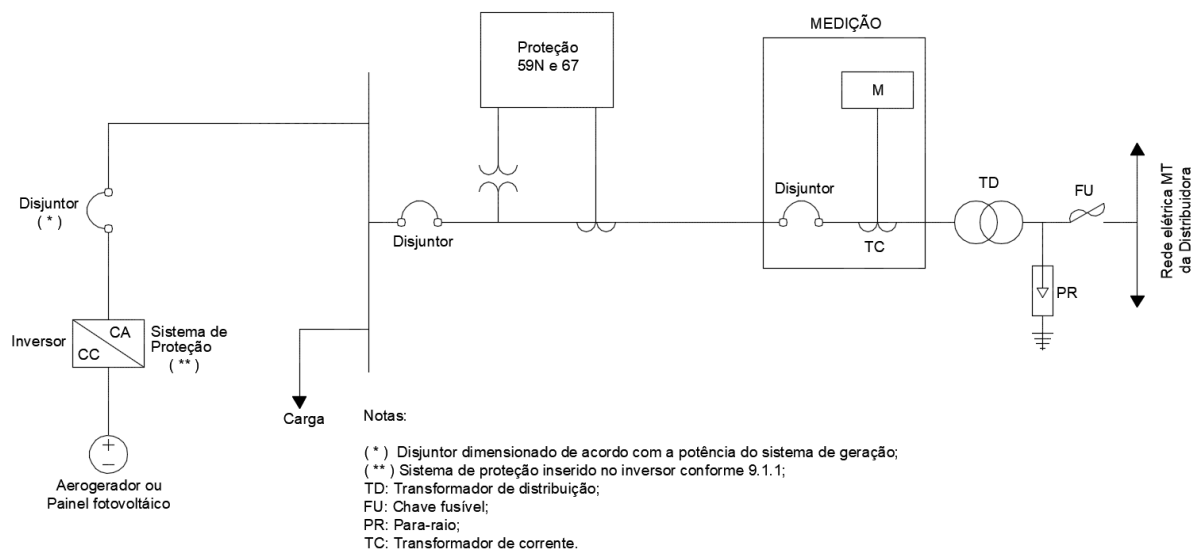 MEDIÇÃO
Proteção
59N e 67
M
Disjuntor
TC
TD
FU
PR
Rede elétrica MT
da Distribuidora
Disjuntor
( * )
Disjuntor
Inversor
CA
CC
Sistema de
Proteção
( ** )
Carga
Aerogerador ou
Painel fotovoltáico
Notas:
( * ) Disjuntor dimensionado de acordo com a potência do sistema de geração;
( ** ) Sistema de proteção inserido no inversor conforme 9.1.1;
TD: Transformador de distribuição;
FU: Chave fusível;
PR: Para-raio;
TC: Transformador de corrente.